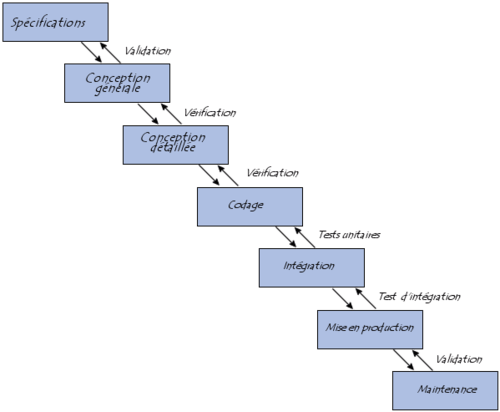 Spécifications
Validation
Conception
générale
Vérification
Conception
détaillée
Vérification
Codage
Tests unitaires
Intégration
Test d'intégration
Mise en production
Validation
Maintenance